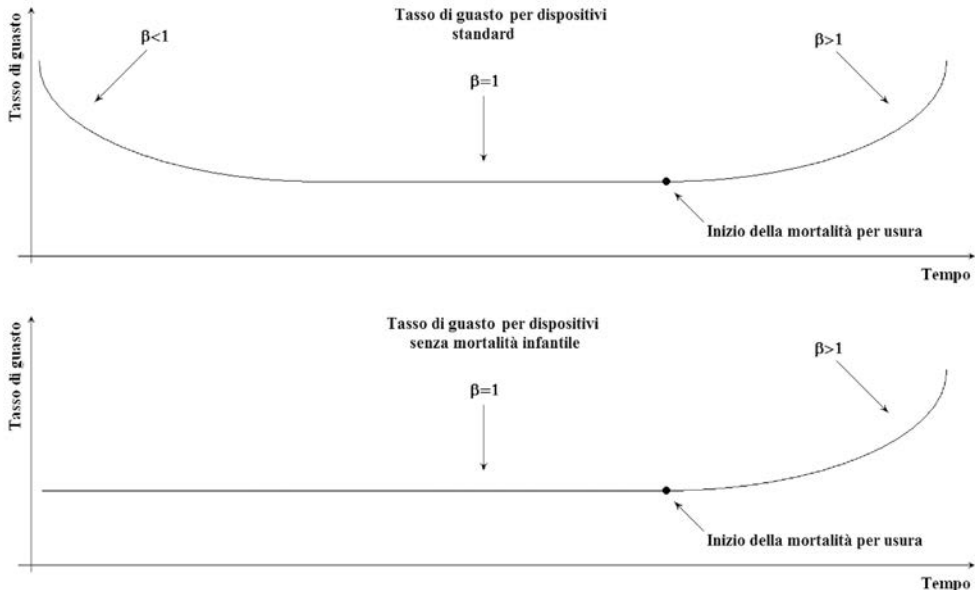 Tasso di guasto per dispositivi
standard
β<1
β>1
β=1
Tasso di guasto
Inizio della mortalità per usura
Tempo
Tasso di guasto per dispositivi
senza mortalità infantile
β>1
β=1
Tasso di guasto
Inizio della mortalità per usura
Tempo